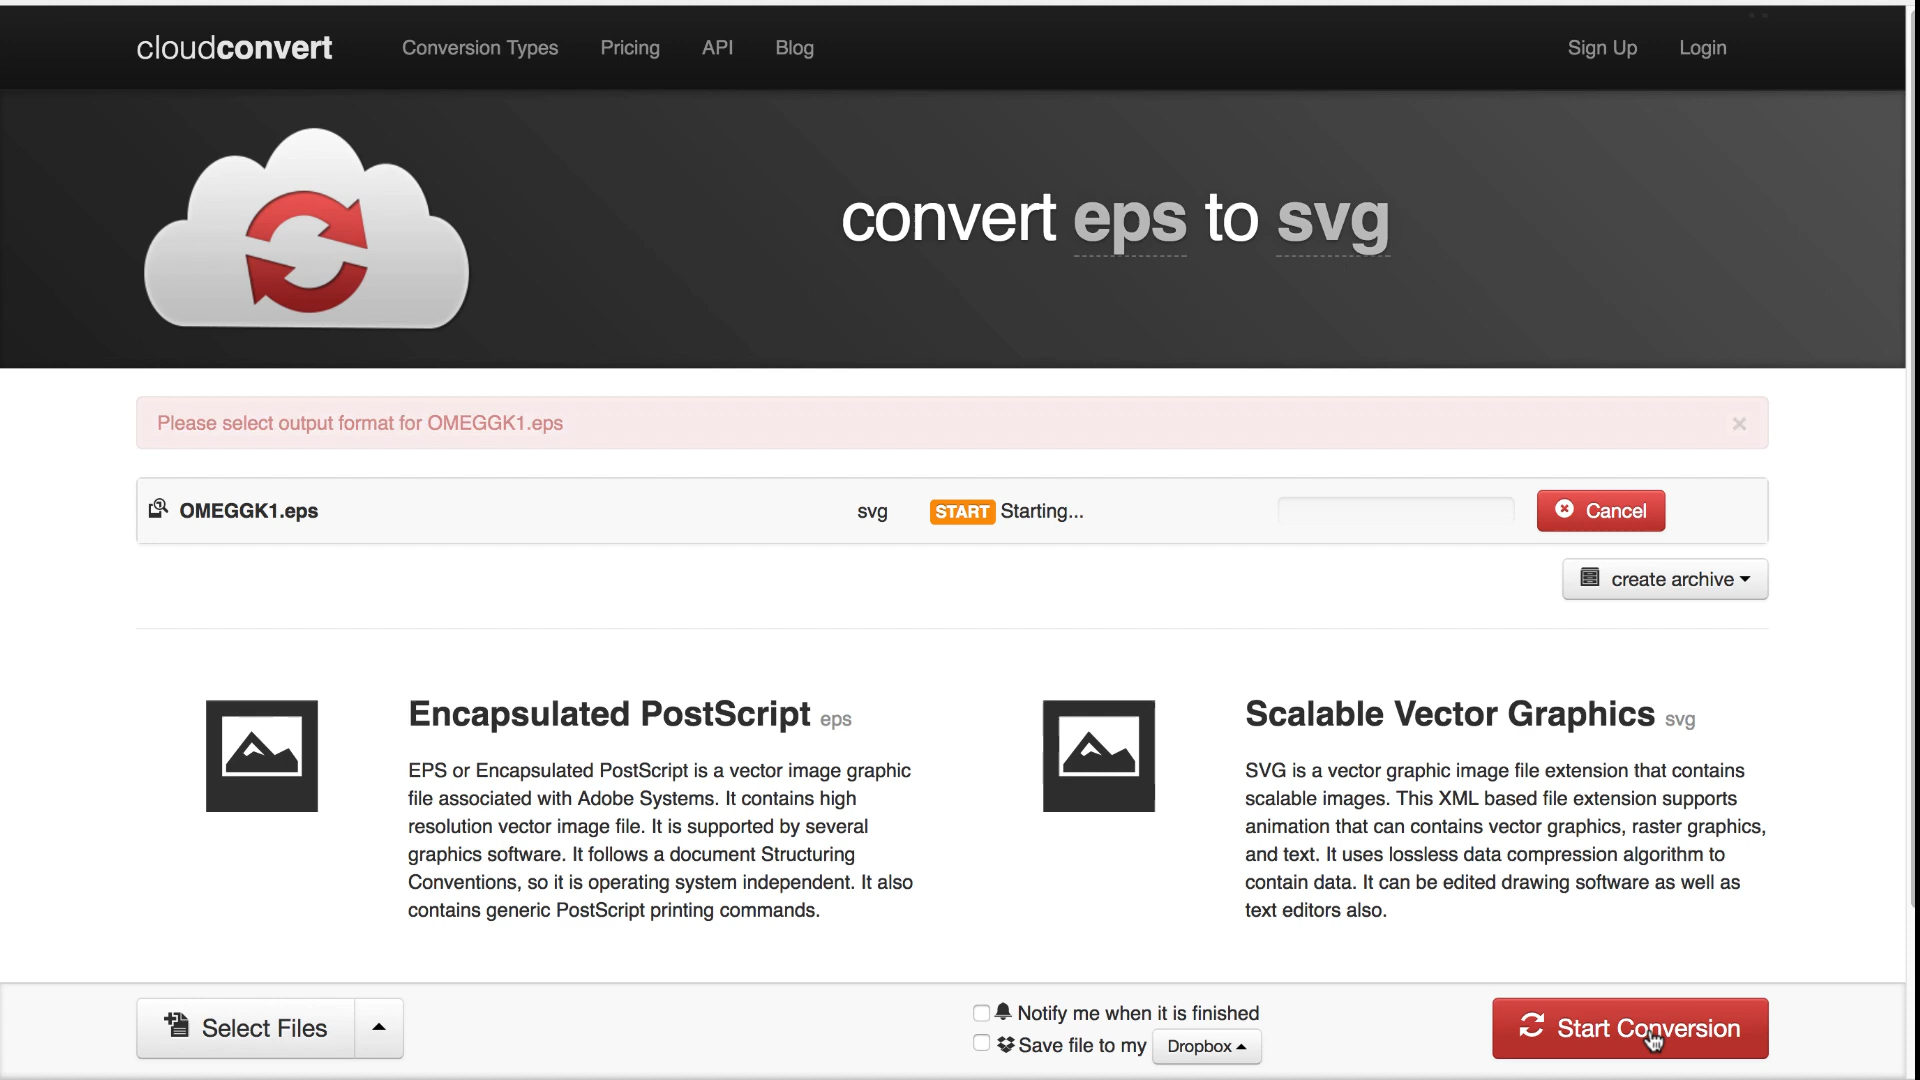 cloudconvert Conversion Types Pricing API Blog Sign Up Login
convert eps to svg
Please select output format for OMEGGK1.eps ×
OMEGGK1.eps svg START Starting... Cancel
create archive
Encapsulated PostScript eps
EPS or Encapsulated PostScript is a vector image graphic
file associated with Adobe Systems. It contains high
resolution vector image file. It is supported by several
graphics software. It follows a document Structuring
Conventions, so it is operating system independent. It also
contains generic PostScript printing commands.
Scalable Vector Graphics svg
SVG is a vector graphic image file extension that contains
scalable images. This XML based file extension supports
animation that can contains vector graphics, raster graphics,
and text. It uses lossless data compression algorithm to
contain data. It can be edited drawing software as well as
text editors also.
Select Files
Notify me when it is finished
Save file to my Dropbox
Start Conversion